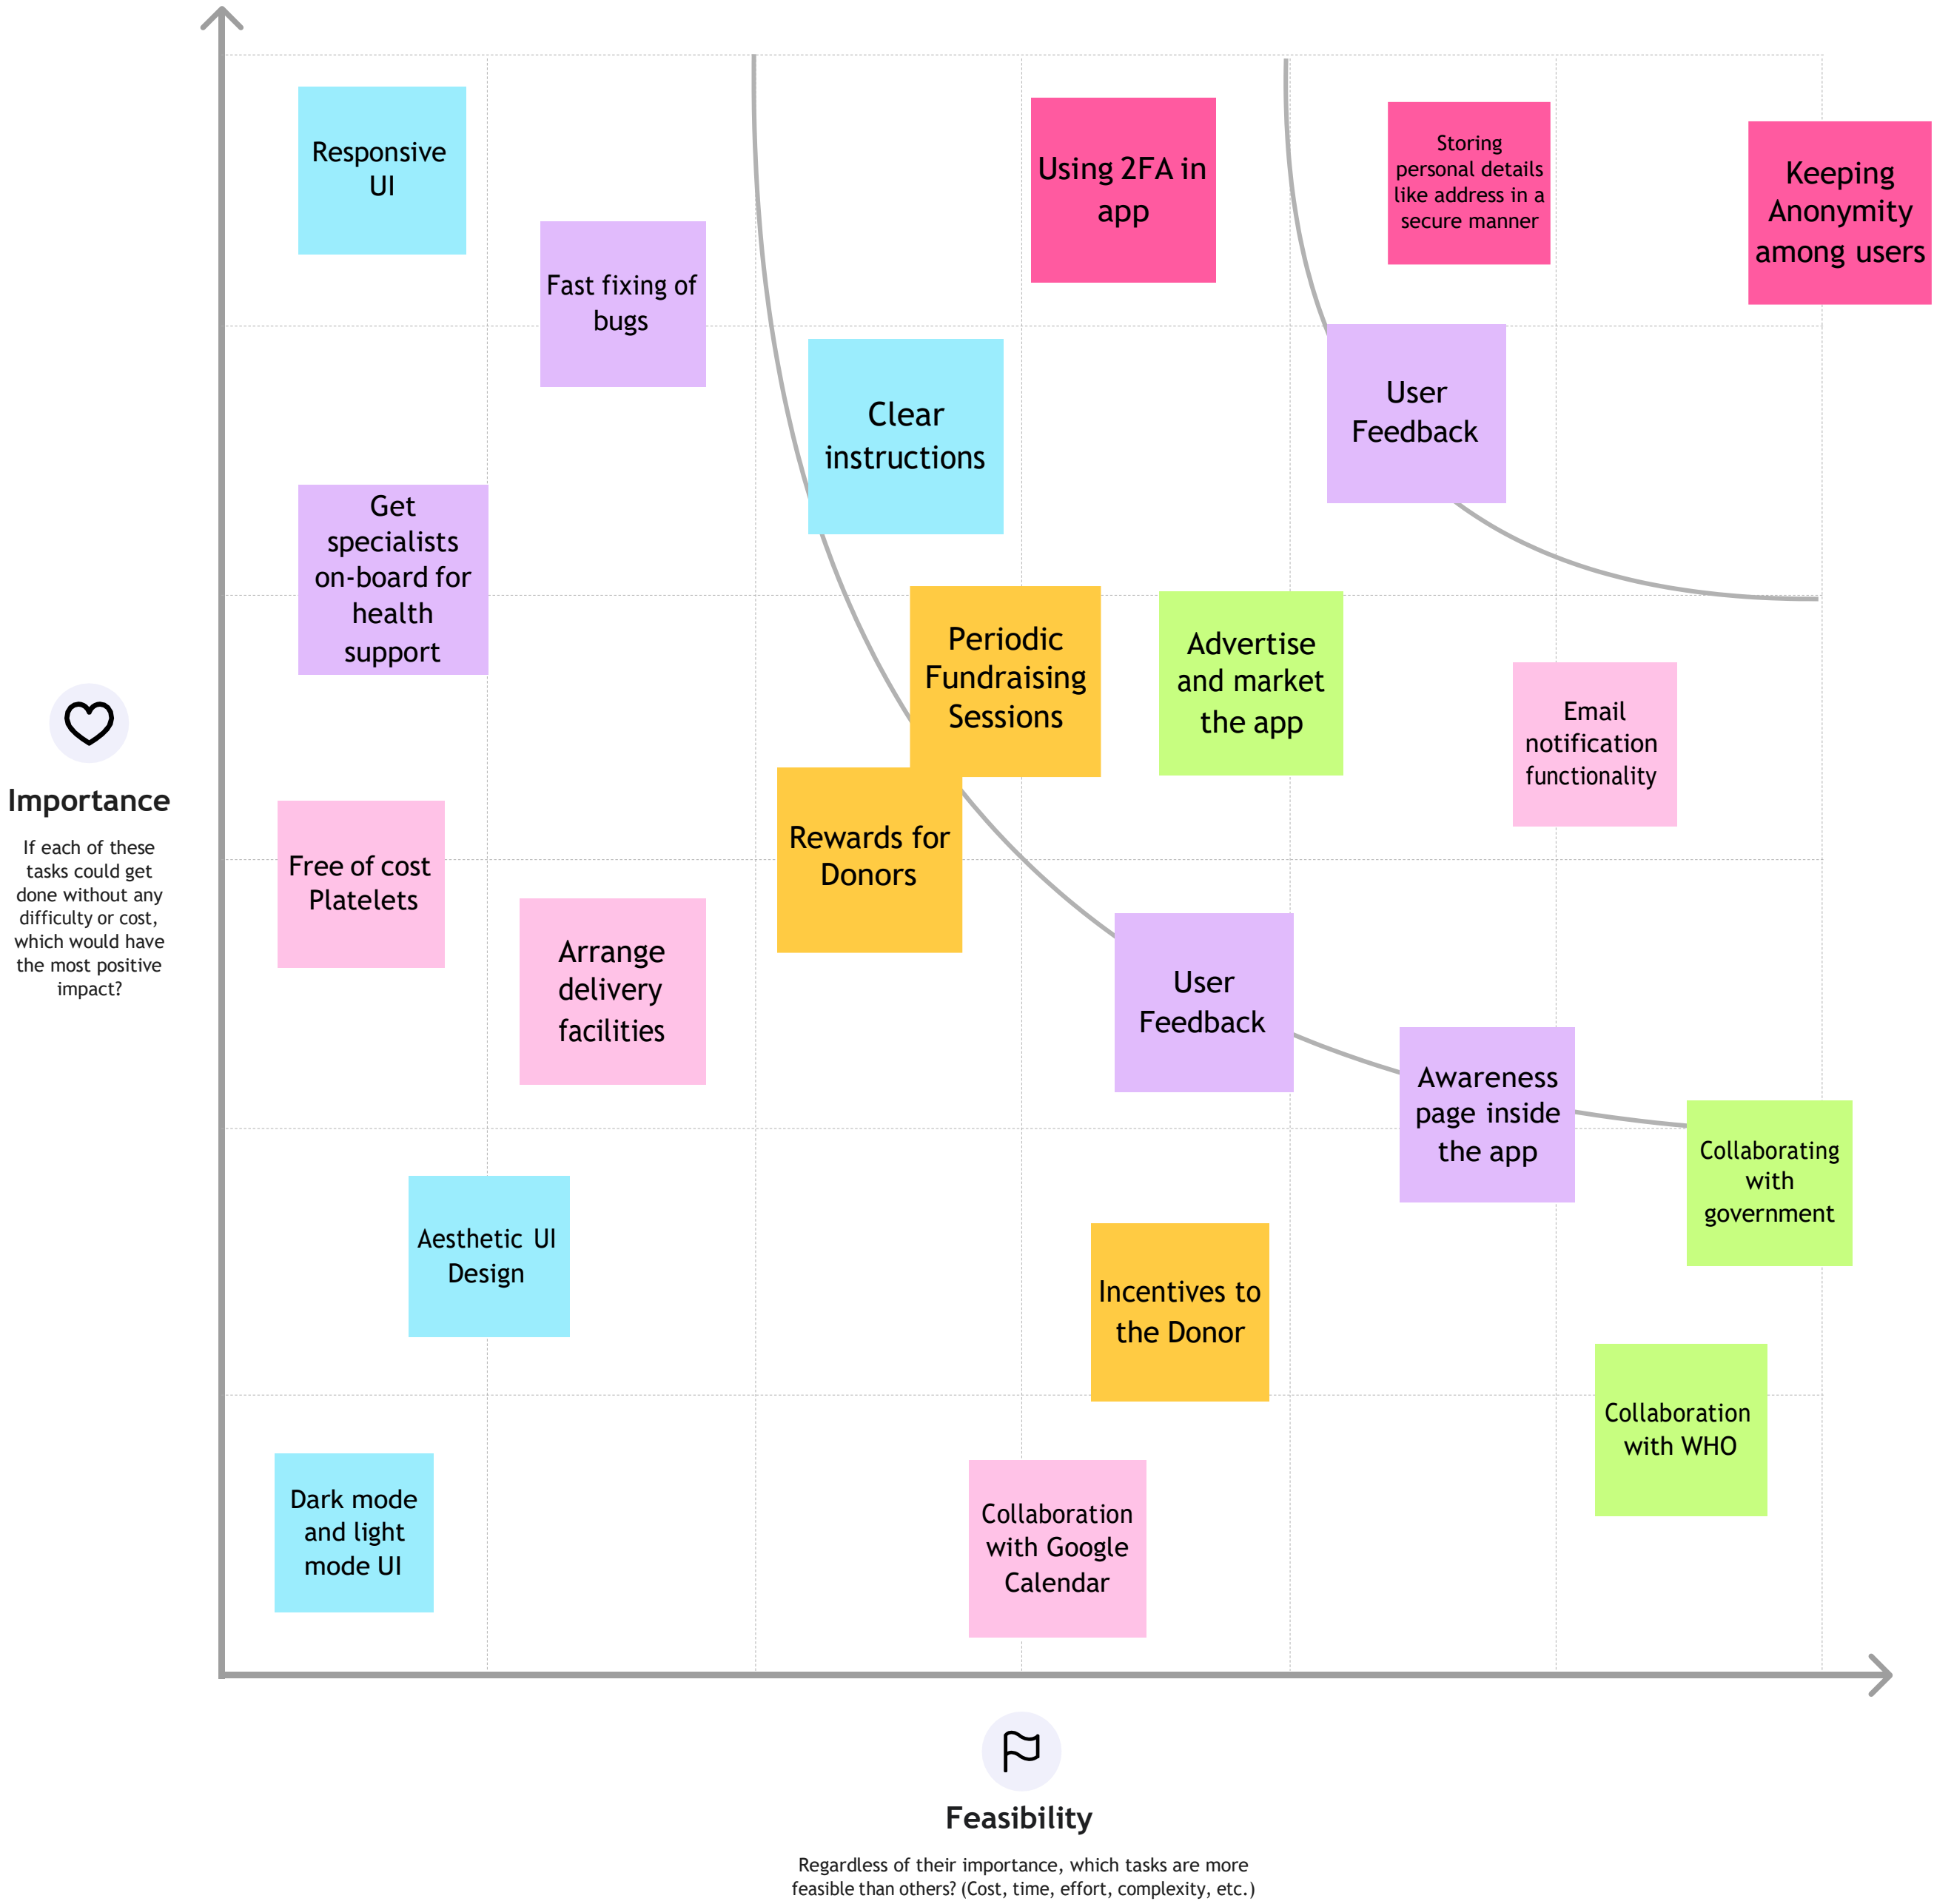 Responsive
UI
Using 2FA in
app
Storing
personal details
like address in a
secure manner
Keeping
Anonymity
among users
Fast fixing of
bugs
Clear
instructions
User
Feedback
Get
specialists
on-board for
health
support
Periodic
Fundraising
Sessions
Advertise
and market
the app
Email
notification
functionality
Importance
If each of these
tasks could get
done without any
difficulty or cost,
which would have
the most positive
impact?
Free of cost
Platelets
Rewards for
Donors
Arrange
delivery
facilities
User
Feedback
Awareness
page inside
the app
Collaborating
with
government
Aesthetic UI
Design
Incentives to
the Donor
Collaboration
with WHO
Dark mode
and light
mode UI
Collaboration
with Google
Calendar
Feasibility
Regardless of their importance, which tasks are more
feasible than others? (Cost, time, effort, complexity, etc.)